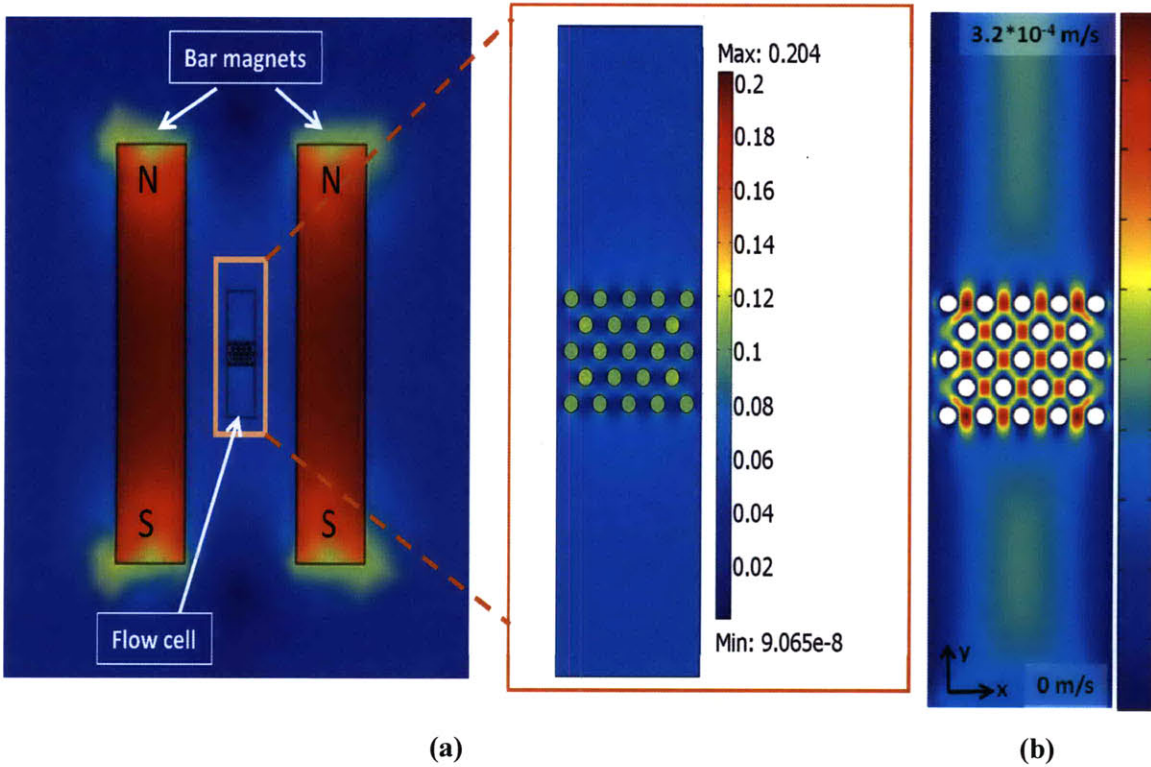 Bar magnets
N
N
S
S
Flow cell
Max: 0.204
0.2
0.18
0.16
0.14
0.12
0.1
0.08
0.06
0.04
0.02
Min: 9.065e-8
(a)
3.2*10⁻⁴ m/s
y
x
0 m/s
(b)